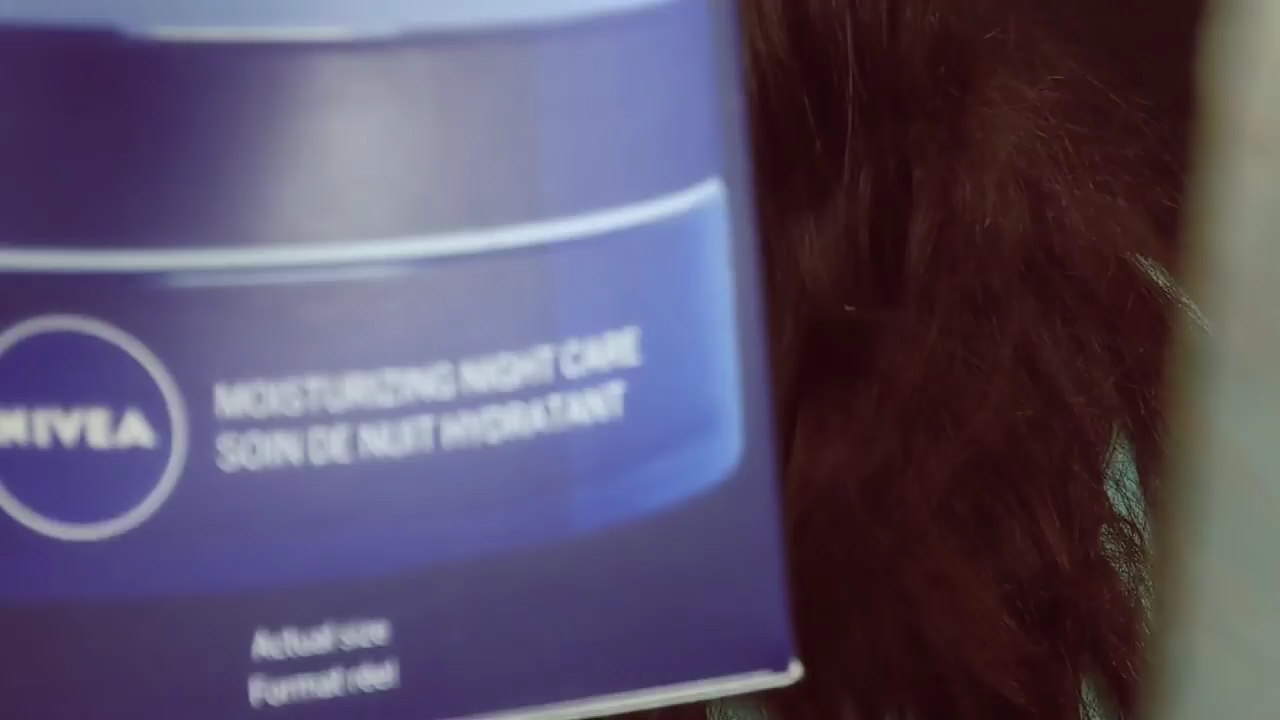 NIVEA
MOISTURIZING NIGHT CARE
SOIN DE NUIT HYDRATANT
Actual size
Format réel